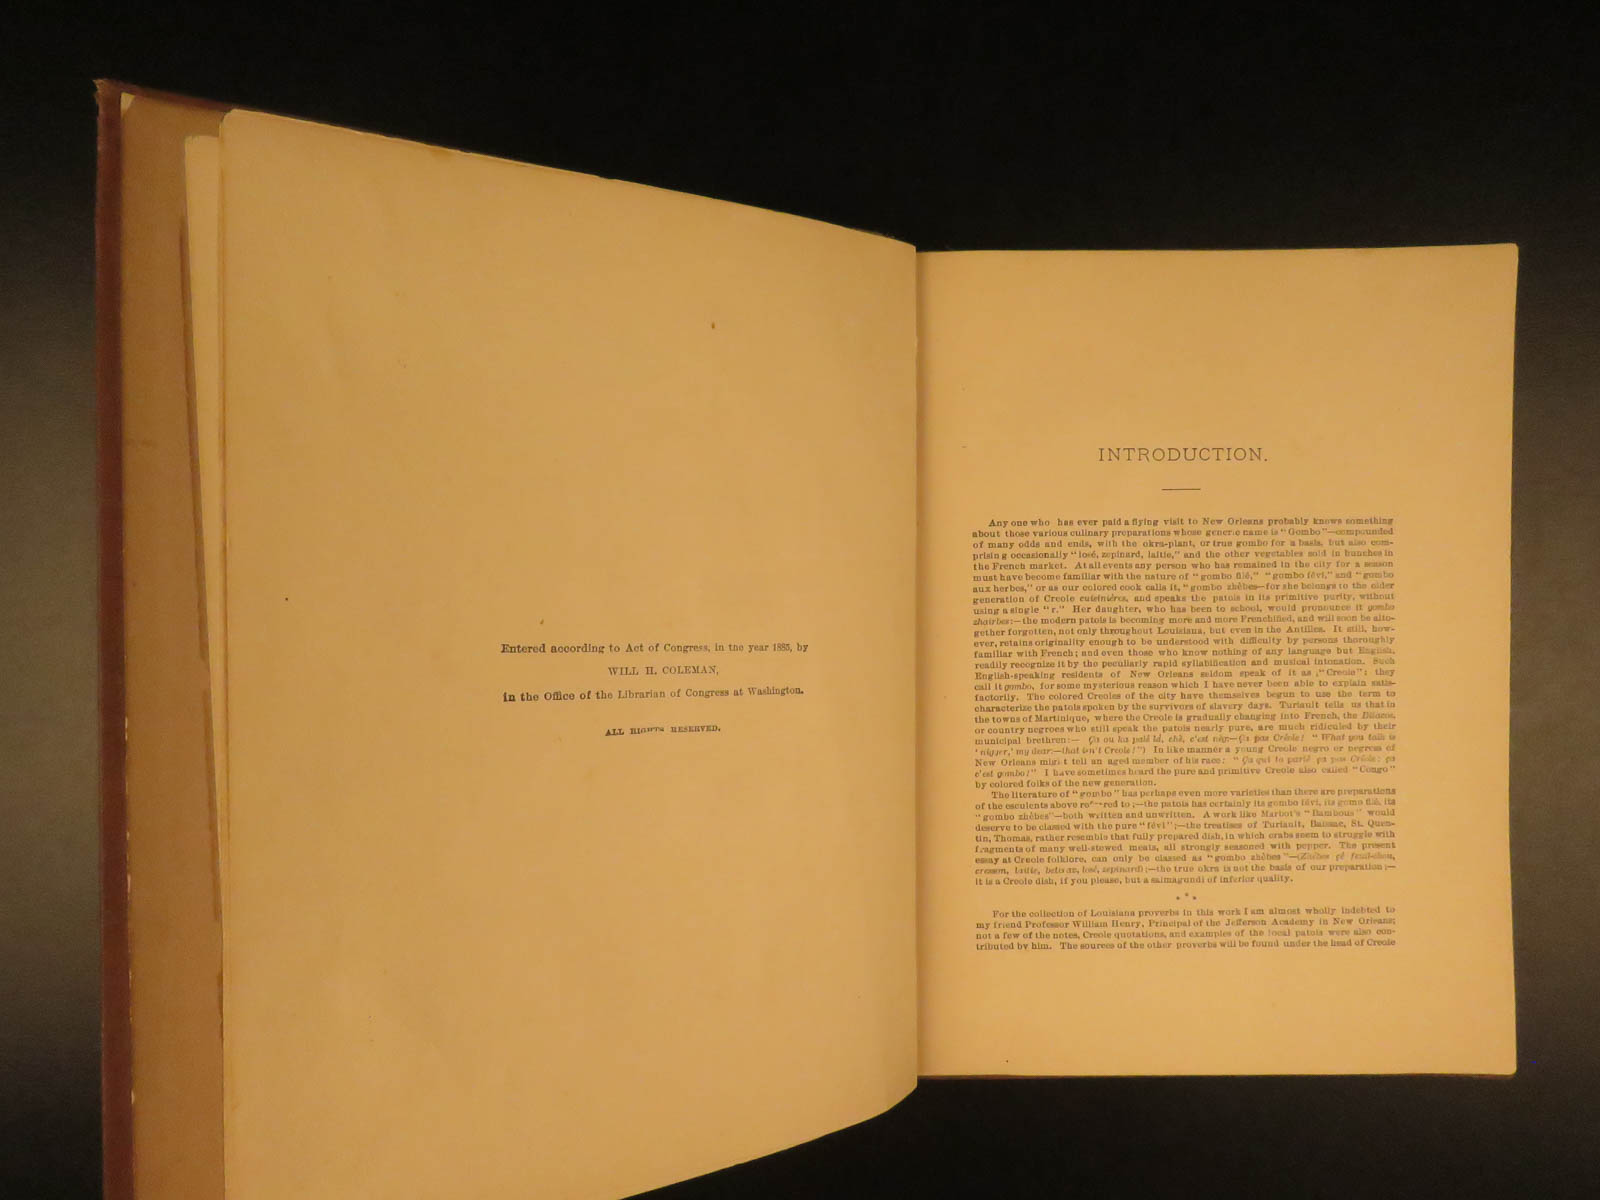 Entered according to Act of Congress, in the year 1885, by
WILL H. COLEMAN,
in the Office of the Librarian of Congress at Washington.
ALL RIGHTS RESERVED.
INTRODUCTION.
Any one who has ever paid a flying visit to New Orleans probably knows something
about those various culinary preparations whose generic name is "Gombo"—compounded
of many odds and ends, with the okra-plant, or true gombo for a basis, but also com-
prising occasionally "losé, zepinard, laitie," and the other vegetables sold in bunches in
the French market. At all events any person who has remained in the city for a season
must have become familiar with the nature of "gombo filé," "gombo févi," and "gombo
aux herbes," or as our colored cook calls it, "gombo zhèbes—for she belongs to the older
generation of Creole cuisinières, and speaks the patois in its primitive purity, without
using a single "r." Her daughter, who has been to school, would pronounce it gombo
zhairbes:—the modern patois is becoming more and more Frenchified, and will soon be alto-
gether forgotten, not only throughout Louisiana, but even in the Antilles. It still, how-
ever, retains originality enough to be understood with difficulty by persons thoroughly
familiar with French; and even those who know nothing of any language but English,
readily recognize it by the peculiarly rapid syllabification and musical intonation. Such
English-speaking residents of New Orleans seldom speak of it as "Creole": they
call it gombo, for some mysterious reason which I have never been able to explain satis-
factorily. The colored Creoles of the city have themselves begun to use the term to
characterize the patois spoken by the survivors of slavery days. Turiault tells us that in
the towns of Martinique, where the Creole is gradually changing into French, the Bitacos,
or country negroes who still speak the patois nearly pure, are much ridiculed by their
municipal brethren:— Ça ou ka palé là, chè, c'est nèg:—Ça pas Créole! "What you talk is
'nigger,' my dear:—that isn't Creole!") In like manner a young Creole negro or negress of
New Orleans might tell an aged member of his race: "Ça qui to parlé ça pas Créole: ça
c'est gombo!" I have sometimes heard the pure and primitive Creole also called "Congo"
by colored folks of the new generation.
The literature of "gombo" has perhaps even more varieties than there are preparations
of the esculents above referred to;—the patois has certainly its gombo févi, its gomo filé, its
"gombo zhèbes"—both written and unwritten. A work like Marbot's "Bambous" would
deserve to be classed with the pure "févi";—the treatises of Turiault, Baissac, St. Quen-
tin, Thomas, rather resemble that fully prepared dish, in which crabs seem to struggle with
fragments of many well-stewed meats, all strongly seasoned with pepper. The present
essay at Creole folklore, can only be classed as "gombo zhèbes"—(Zhèbes çé feuil-chou,
cresson, laitie, betteav, losé, zepinard);—the true okra is not the basis of our preparation;—
it is a Creole dish, if you please, but a salmagundi of inferior quality.
* * *
For the collection of Louisiana proverbs in this work I am almost wholly indebted to
my friend Professor William Henry, Principal of the Jefferson Academy in New Orleans;
not a few of the notes, Creole quotations, and examples of the local patois were also con-
tributed by him. The sources of the other proverbs will be found under the head of Creole